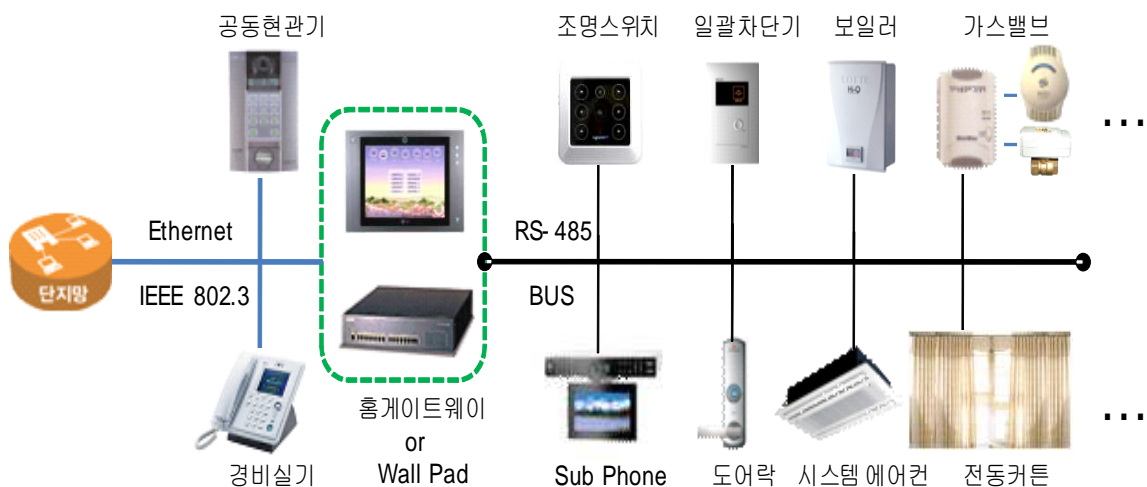 공동현관기
조명스위치
일괄차단기
보일러
가스밸브
LOTTE
H₂O
...
Ethernet
IEEE 802.3
단지망
RS-485
BUS
홈게이트웨이
or
Wall Pad
경비실기
Sub Phone
도어락
시스템 에어컨
전동커튼
...